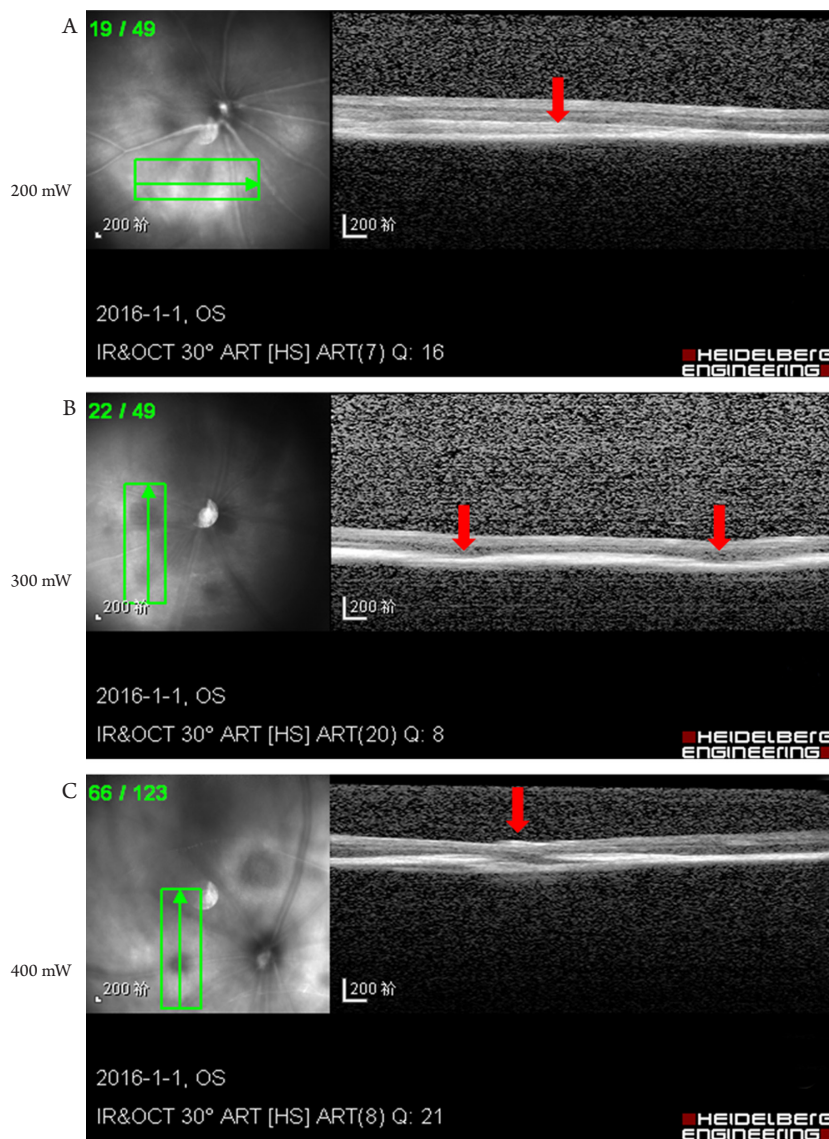 A
19 / 49
200 mW
200 祄
200 祄
2016-1-1, OS
IR&OCT 30° ART [HS] ART(7) Q: 16
HEIDELBERG
ENGINEERING
B
22 / 49
300 mW
200 祄
200 祄
2016-1-1, OS
IR&OCT 30° ART [HS] ART(20) Q: 8
HEIDELBERG
ENGINEERING
C
66 / 123
400 mW
200 祄
200 祄
2016-1-1, OS
IR&OCT 30° ART [HS] ART(8) Q: 21
HEIDELBERG
ENGINEERING